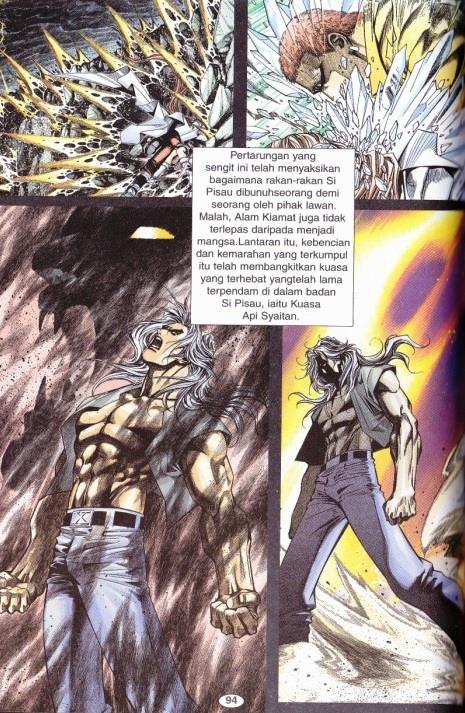 Pertarungan yang
sengit ini telah menyaksikan
bagaimana rakan-rakan Si
Pisau dibunuhseorang demi
seorang oleh pihak lawan.
Malah, Alam Kiamat juga tidak
terlepas daripada menjadi
mangsa.Lantaran itu, kebencian
dan kemarahan yang terkumpul
itu telah membangkitkan kuasa
yang terhebat yangtelah lama
terpendam di dalam badan
Si Pisau, iaitu Kuasa
Api Syaitan.
94